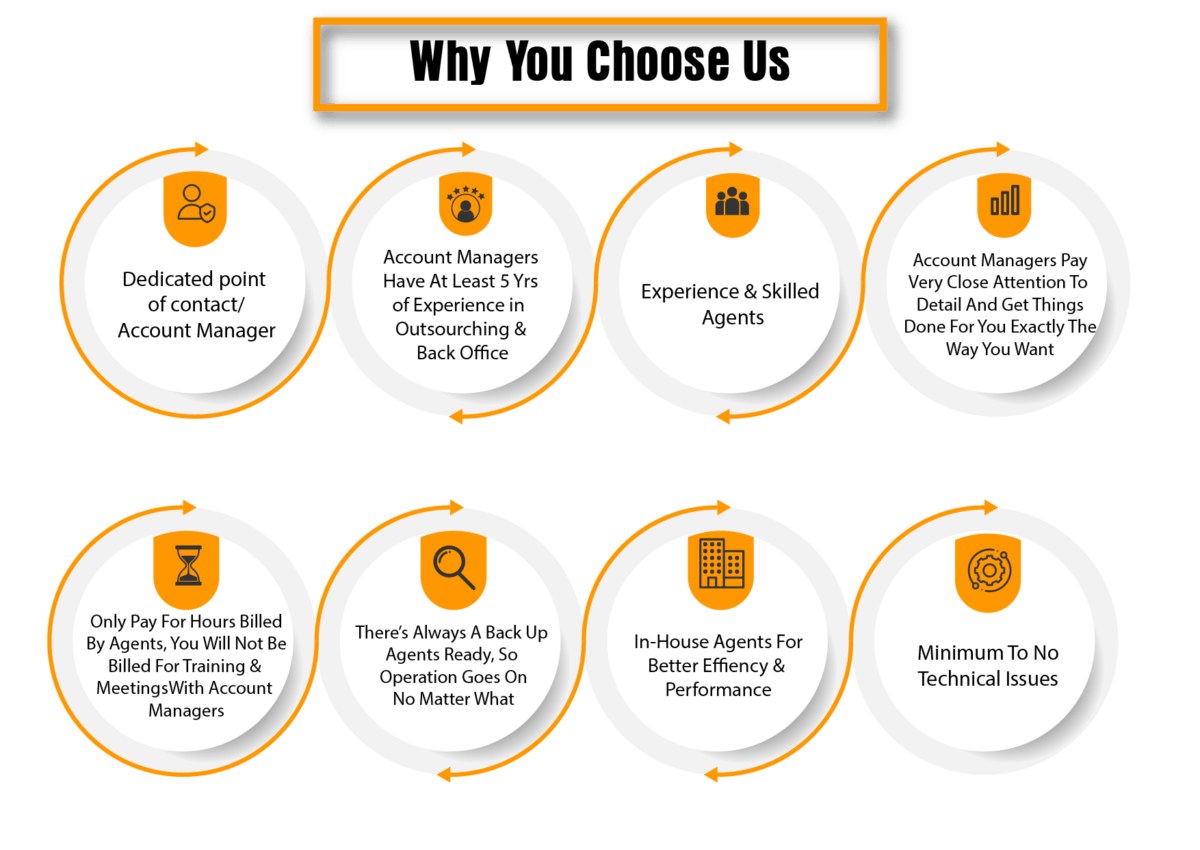 Why You Choose Us
Dedicated point
of contact/
Account Manager
Account Managers
Have At Least 5 Yrs
of Experience in
Outsourching &
Back Office
Experience & Skilled
Agents
Account Managers Pay
Very Close Attention To
Detail And Get Things
Done For You Exactly The
Way You Want
Only Pay For Hours Billed
By Agents, You Will Not Be
Billed For Training &
MeetingsWith Account
Managers
There's Always A Back Up
Agents Ready, So
Operation Goes On
No Matter What
In-House Agents For
Better Effiency &
Performance
Minimum To No
Technical Issues